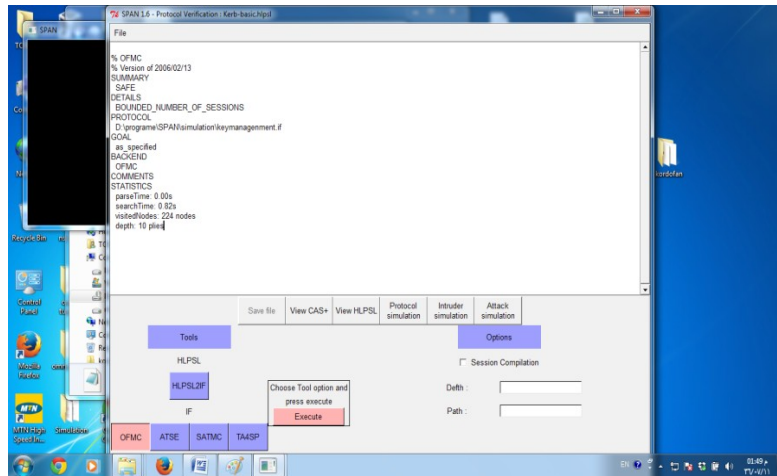 SPAN 1.6 - Protocol Verification : Kerb-basic.hlpsl
SPAN
File
% OFMC
% Version of 2006/02/13
SUMMARY
SAFE
DETAILS
BOUNDED_NUMBER_OF_SESSIONS
PROTOCOL
D:\programe\SPAN\simulation\keymanagenment.if
GOAL
as_specified
BACKEND
OFMC
COMMENTS
STATISTICS
parseTime: 0.00s
searchTime: 0.82s
visitedNodes: 224 nodes
depth: 10 plies
kordofan
Recycle Bin
Control
Panel
Mozilla
Firefox
MTN
Simulation
Save file
View CAS+
View HLPSL
Protocol
simulation
Intruder
simulation
Attack
simulation
Tools
Options
HLPSL
Session Compilation
HLPSL2IF
Choose Tool option and
press execute
Execute
Defth :
Path :
IF
OFMC
ATSE
SATMC
TA4SP
EN
01:49 م